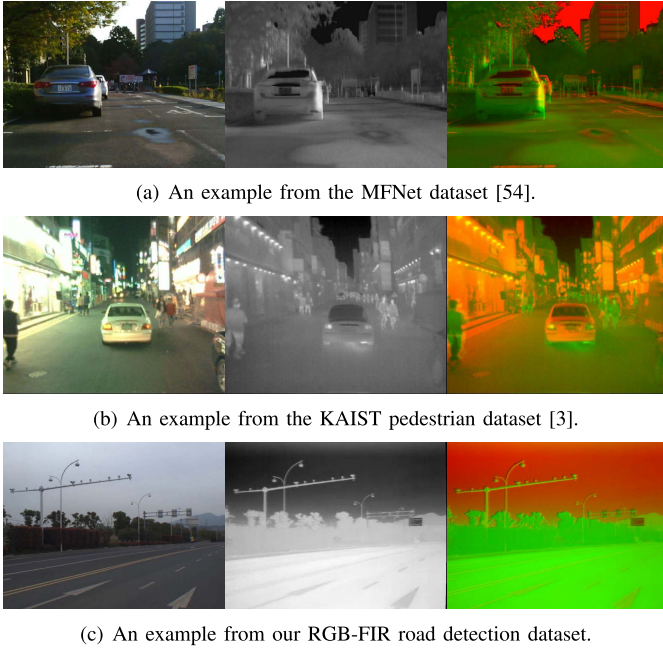 (a) An example from the MFNet dataset [54].
(b) An example from the KAIST pedestrian dataset [3].
(c) An example from our RGB-FIR road detection dataset.